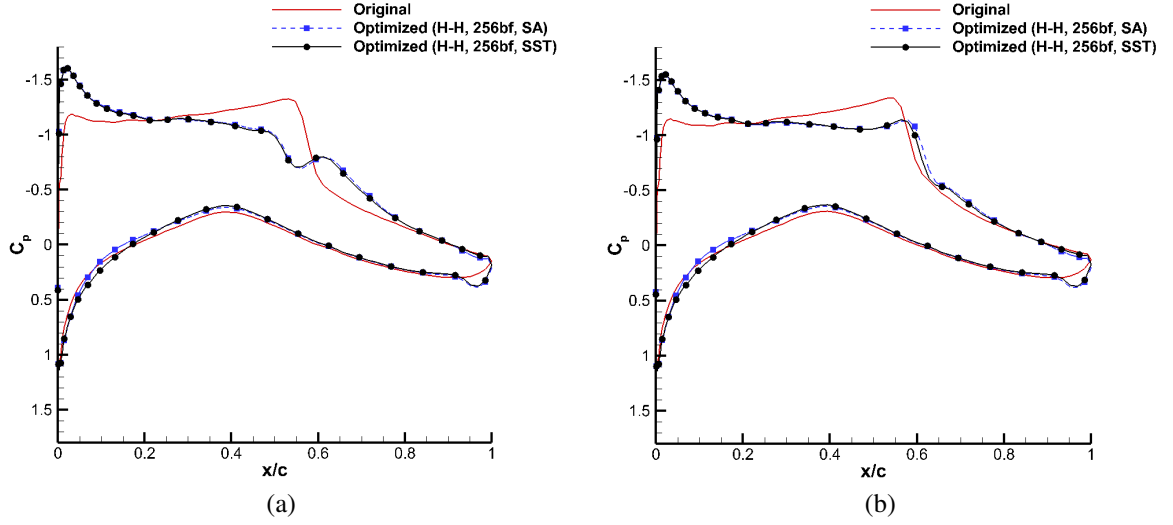 Original
Optimized (H-H, 256bf, SA)
Optimized (H-H, 256bf, SST)
-1.5
-1
-0.5
0
0.5
1
1.5
Cp
0
0.2
0.4
0.6
0.8
1
x/c
(a)
Original
Optimized (H-H, 256bf, SA)
Optimized (H-H, 256bf, SST)
-1.5
-1
-0.5
0
0.5
1
1.5
Cp
0
0.2
0.4
0.6
0.8
1
x/c
(b)